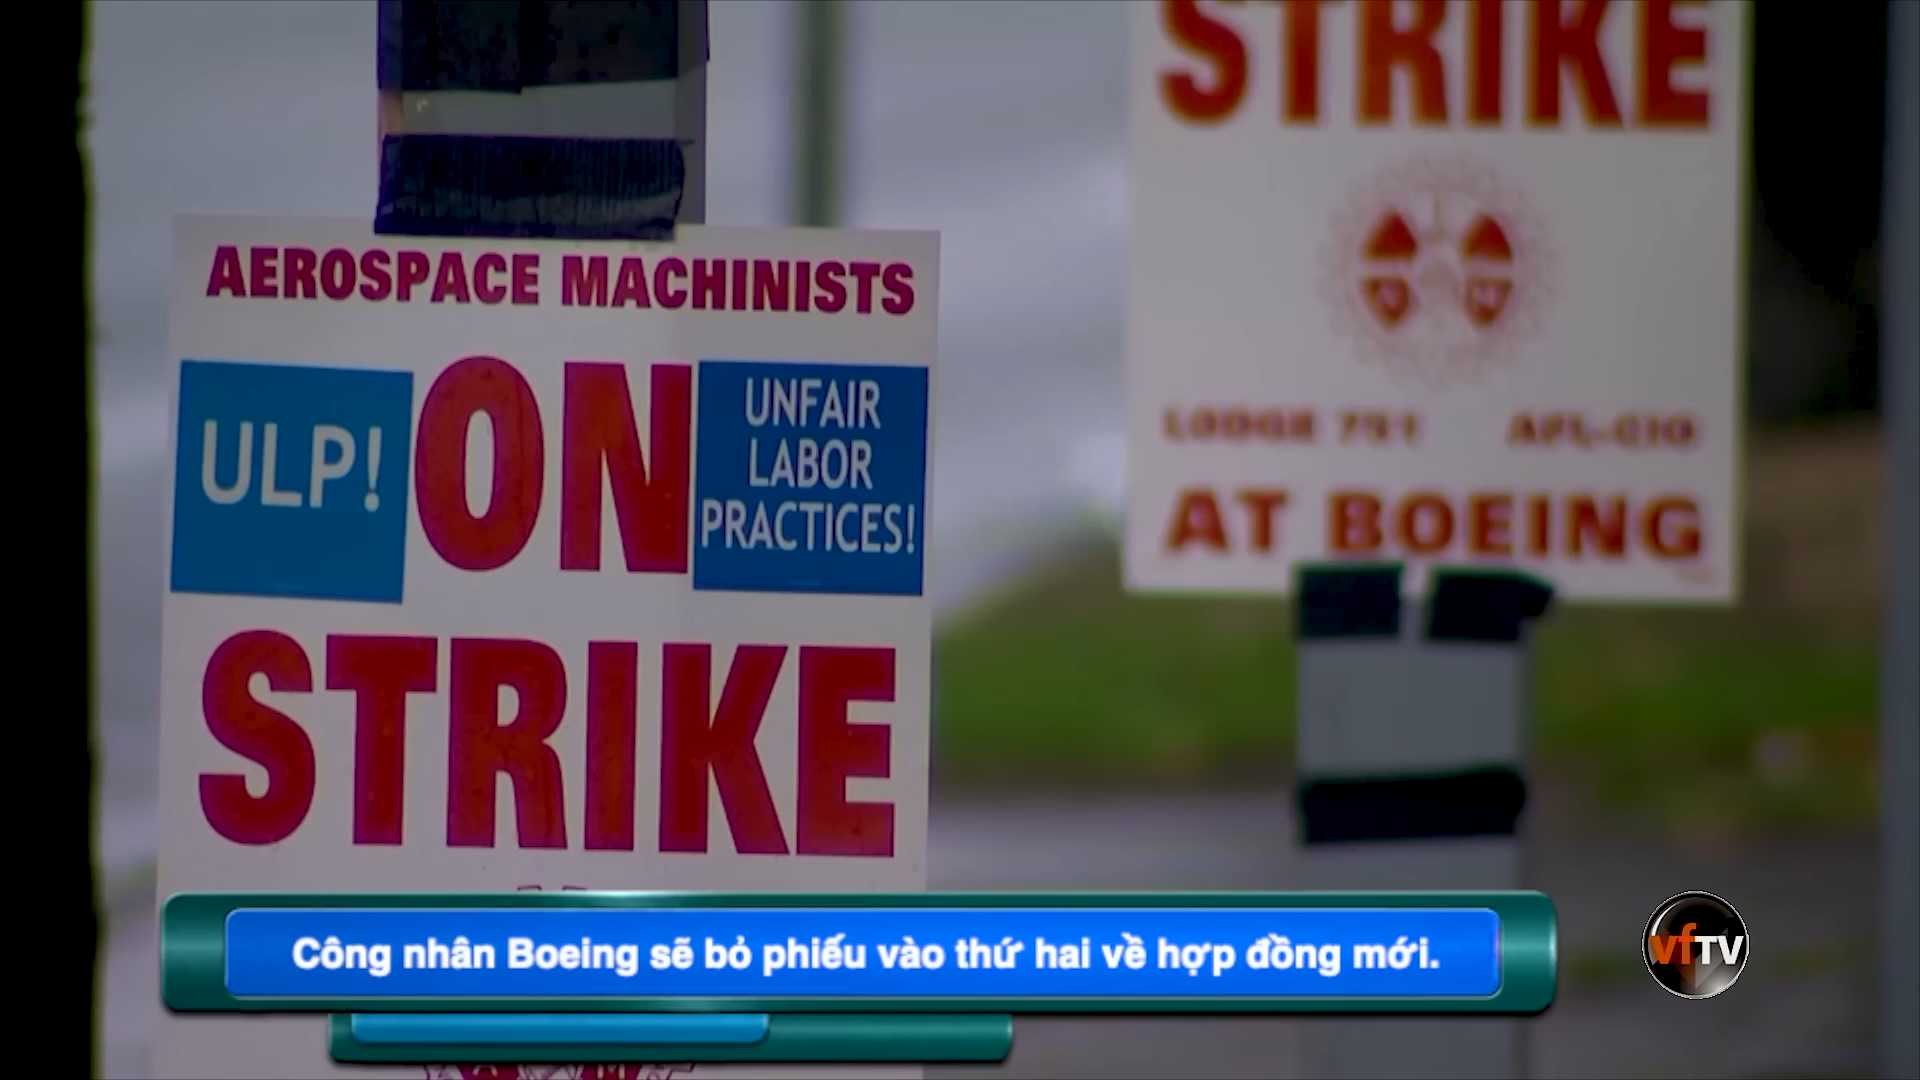 AEROSPACE MACHINISTS
ULP!
ON
UNFAIR
LABOR
PRACTICES!
STRIKE
STRIKE
LODGE 751 AFL-CIO
AT BOEING
Công nhân Boeing sẽ bỏ phiếu vào thứ hai về hợp đồng mới.
vfTV